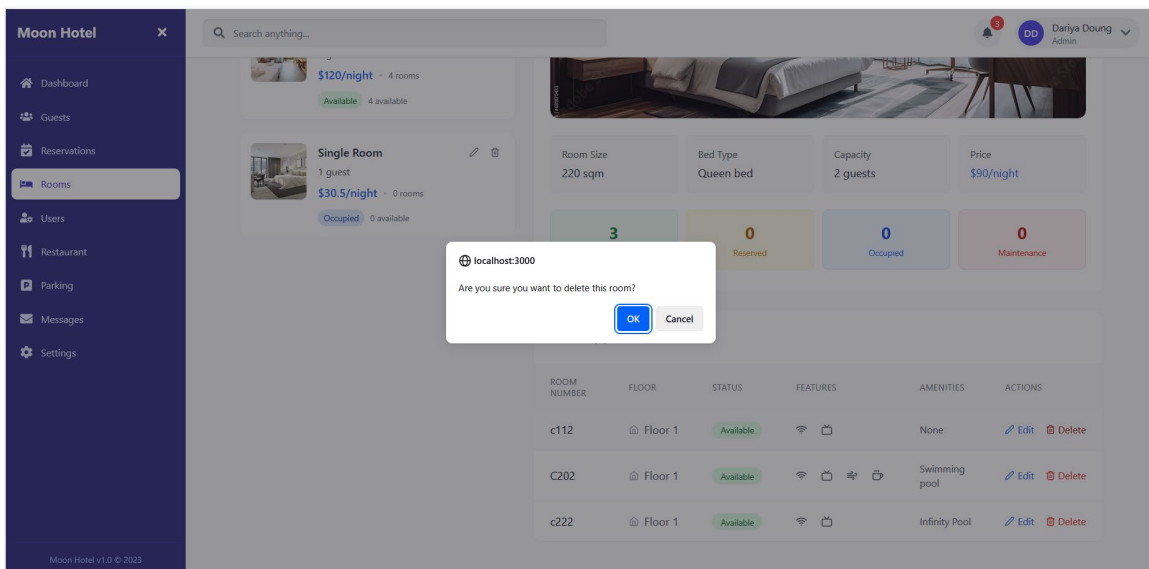 Moon Hotel ×
Search anything...
3
DD
Dariya Doung
Admin
Dashboard
Guests
Reservations
Rooms
Users
Restaurant
Parking
Messages
Settings
Moon Hotel v1.0 © 2023
$120/night · 4 rooms
Available 4 available
Single Room
1 guest
$30.5/night · 0 rooms
Occupied 0 available
Room Size
220 sqm
Bed Type
Queen bed
Capacity
2 guests
Price
$90/night
3
0
Reserved
0
Occupied
0
Maintenance
localhost:3000
Are you sure you want to delete this room?
OK Cancel
ROOM NUMBER FLOOR STATUS FEATURES AMENITIES ACTIONS
c112 Floor 1 Available None Edit Delete
C202 Floor 1 Available Swimming pool Edit Delete
c222 Floor 1 Available Infinity Pool Edit Delete